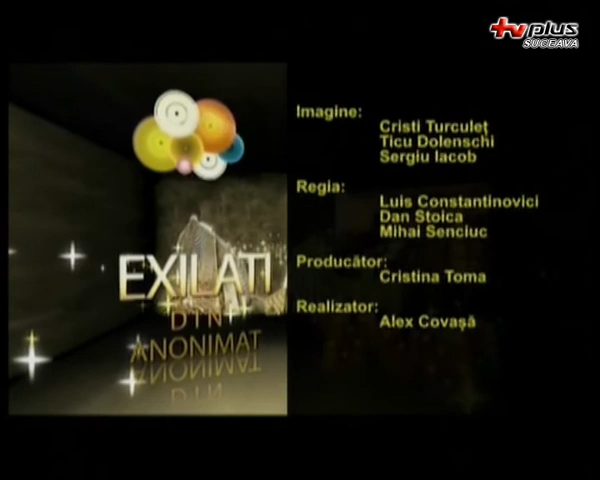 tv plus
SUCEAVA
Imagine:
Cristi Turculeț
Ticu Dolenschi
Sergiu Iacob
Regia:
Luis Constantinovici
Dan Stoica
Mihai Senciuc
Producător:
Cristina Toma
Realizator:
Alex Covașă
EXILATI
DIN
ANONIMAT